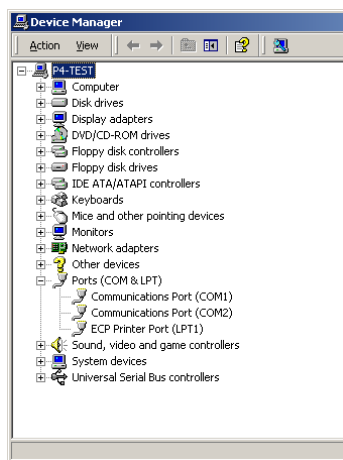 Device Manager
Action View
P4-TEST
Computer
Disk drives
Display adapters
DVD/CD-ROM drives
Floppy disk controllers
Floppy disk drives
IDE ATA/ATAPI controllers
Keyboards
Mice and other pointing devices
Monitors
Network adapters
Other devices
Ports (COM & LPT)
Communications Port (COM1)
Communications Port (COM2)
ECP Printer Port (LPT1)
Sound, video and game controllers
System devices
Universal Serial Bus controllers